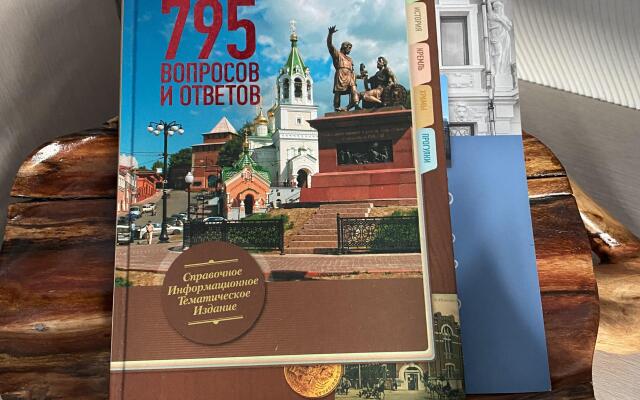 795
ВОПРОСОВ
И ОТВЕТОВ
ИСТОРИЯ
КРЕМЛЬ
ХРАМЫ
ПРОГУЛКИ
Справочное
Информационное
Тематическое
Издание